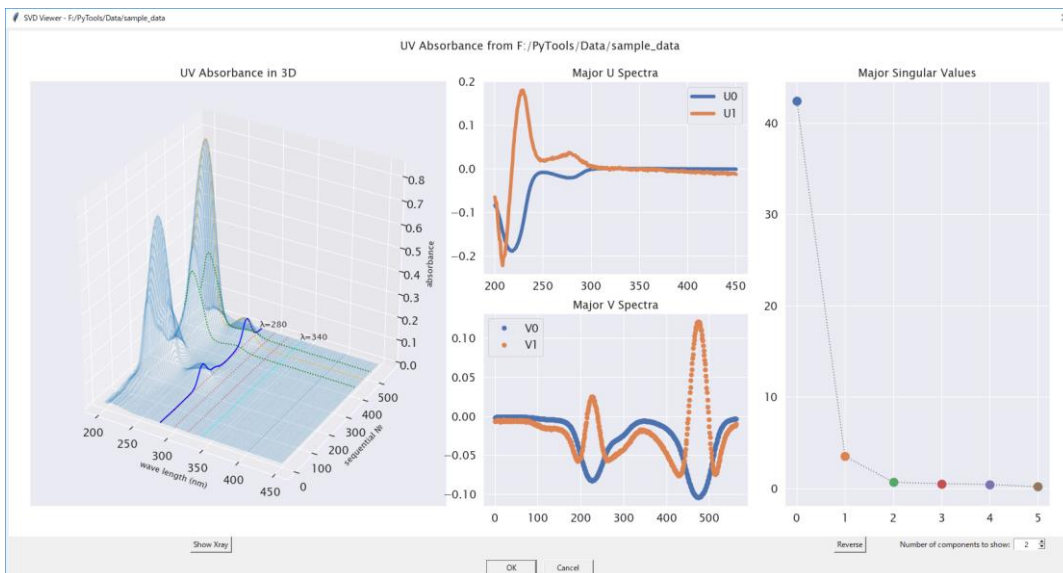 SVD Viewer - F:/PyTools/Data/sample_data
UV Absorbance from F:/PyTools/Data/sample_data
UV Absorbance in 3D
0.8
0.7
0.6
0.5
0.4
0.3
0.2
0.1
0.0
absorbance
λ=280
λ=340
200
250
300
350
400
450
wave length (nm)
0
100
200
300
400
500
sequential №
Major U Spectra
U0
U1
0.2
0.1
0.0
−0.1
−0.2
200 250 300 350 400 450
Major V Spectra
V0
V1
0.10
0.05
0.00
−0.05
−0.10
0 100 200 300 400 500
Major Singular Values
40
30
20
10
0
0 1 2 3 4 5
Show Xray
Reverse
Number of components to show: 2
OK Cancel